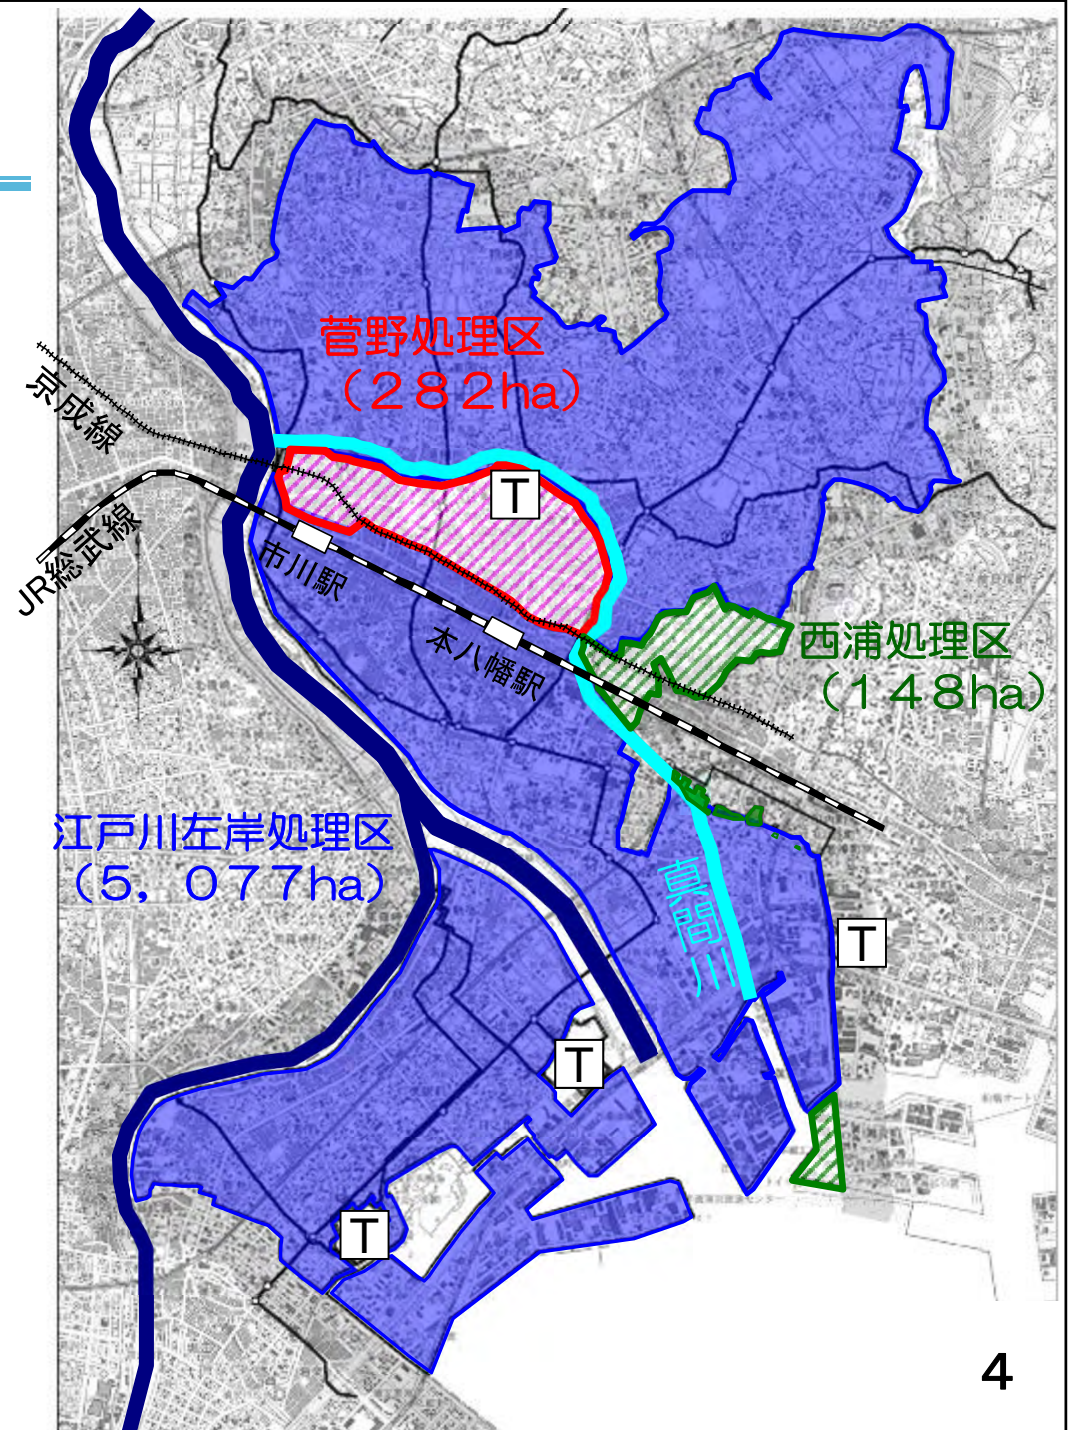 菅野処理区
（２８２ha）
京成線
T
JR総武線
市川駅
本八幡駅
西浦処理区
（１４８ha）
江戸川左岸処理区
（５，０７７ha）
真間川
T
T
T
4